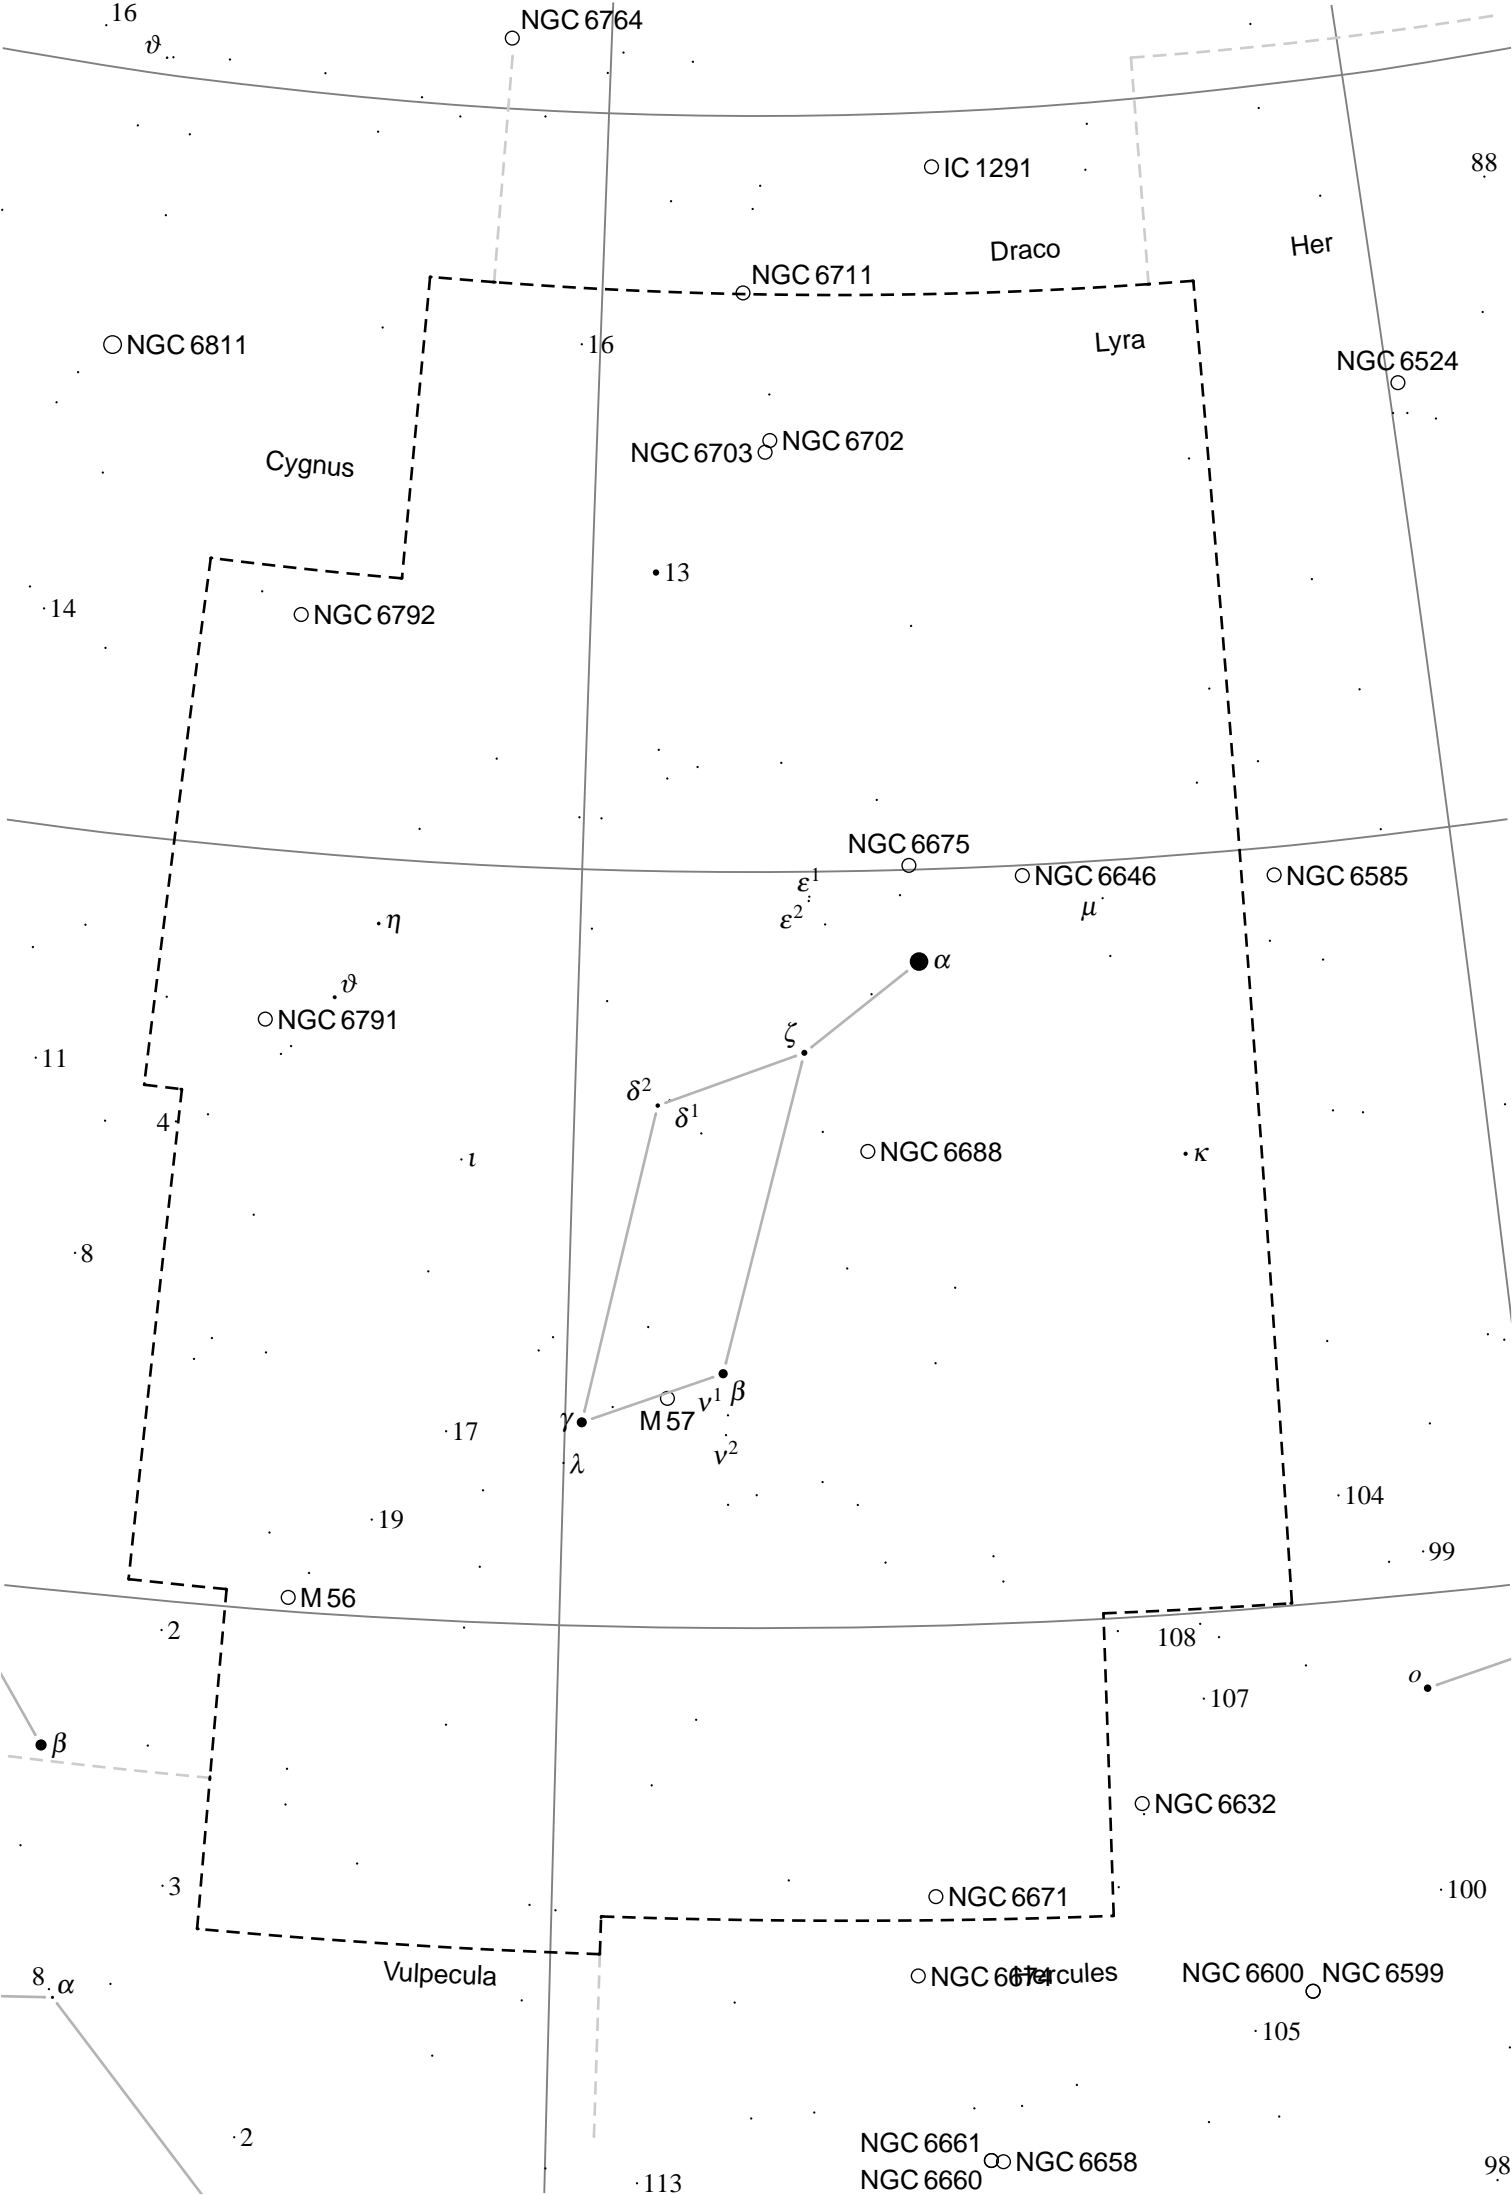 16
NGC 6764
ϑ
IC 1291
88
Draco
Her
NGC 6711
NGC 6811
16
Lyra
NGC 6524
NGC 6702
NGC 6703
Cygnus
13
14
NGC 6792
NGC 6675
ε1
NGC 6646
NGC 6585
μ
ε2
η
α
ϑ
NGC 6791
ζ
11
δ2
δ1
4
NGC 6688
κ
ι
8
ν1 β
γ
M 57
17
ν2
λ
104
19
99
M 56
2
108
ο
107
β
NGC 6632
3
100
NGC 6671
Vulpecula
8
α
NGC 6674
Hercules
NGC 6600
NGC 6599
105
2
NGC 6661
NGC 6658
98
NGC 6660
113